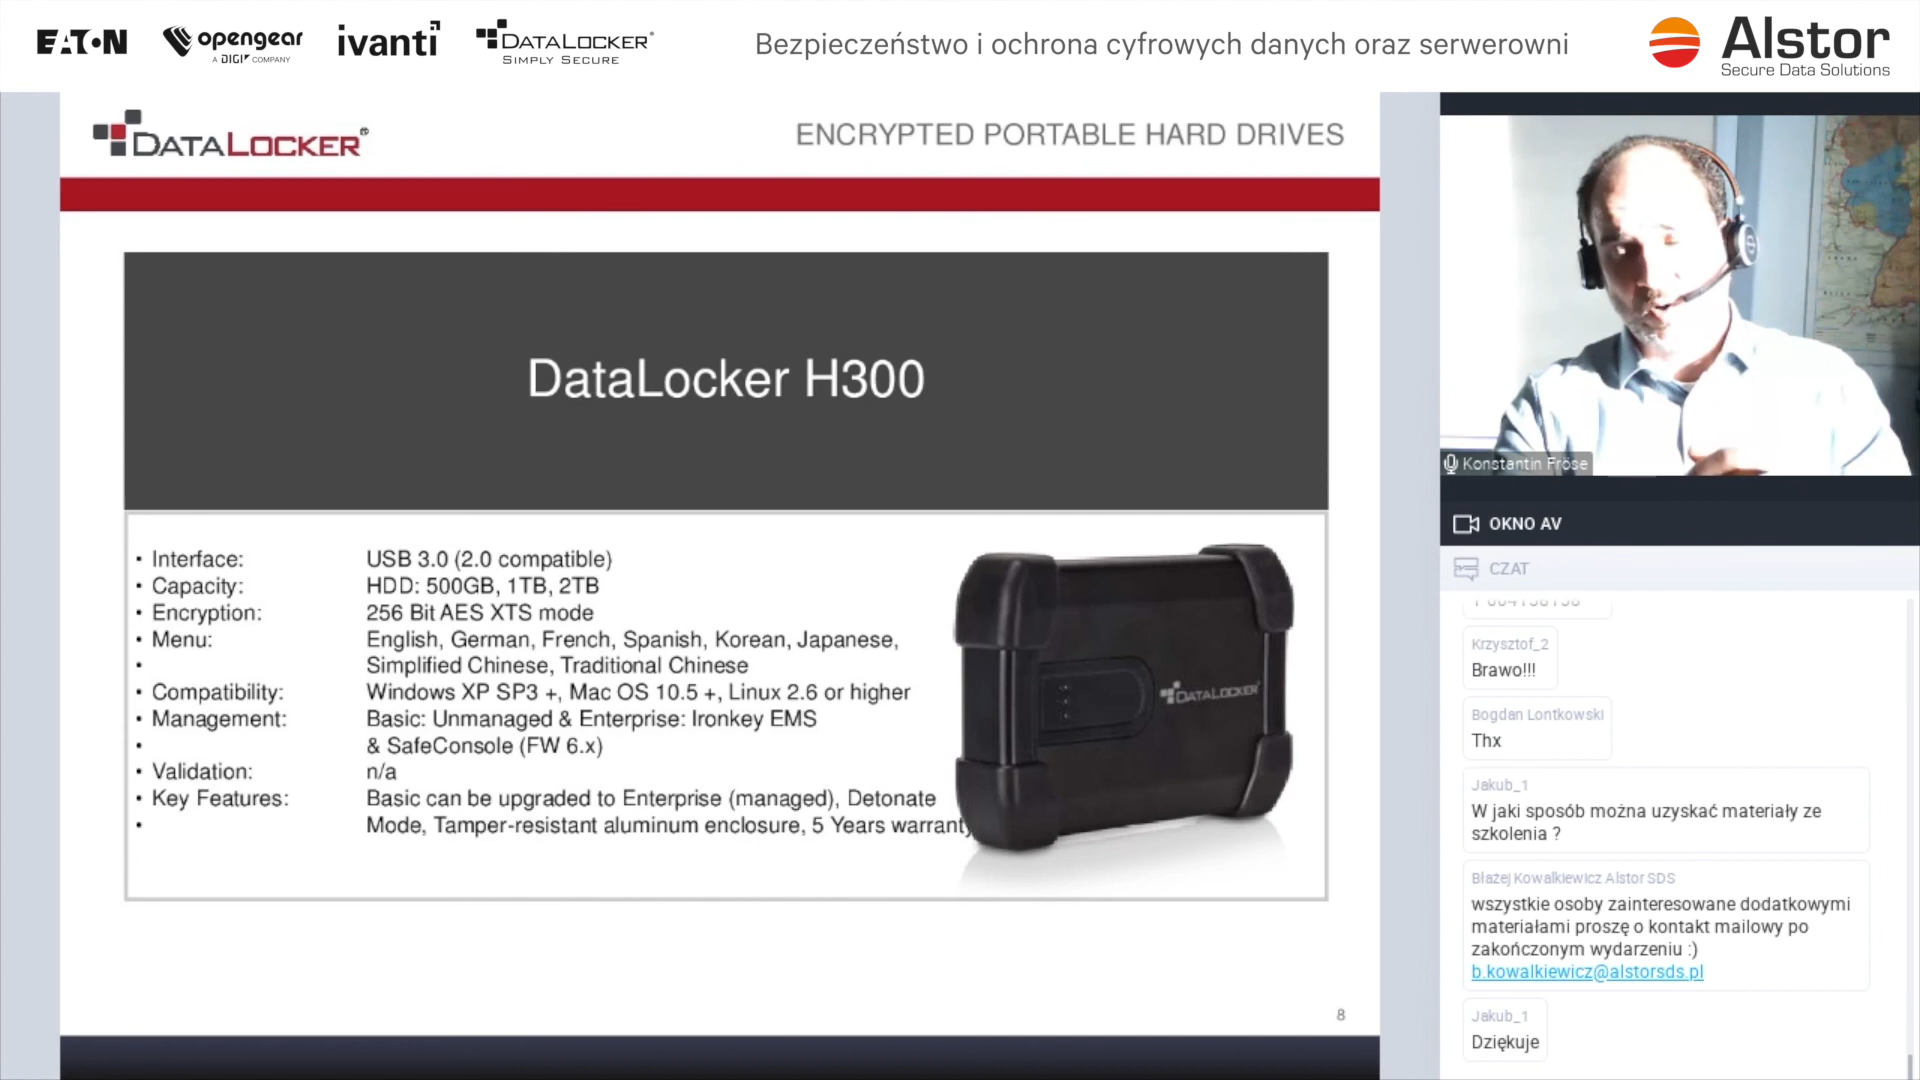 EATON
opengear
A DIGI COMPANY
ivanti
DATALOCKER
SIMPLY SECURE
Bezpieczeństwo i ochrona cyfrowych danych oraz serwerowni
Alstor
Secure Data Solutions
DATALOCKER®
ENCRYPTED PORTABLE HARD DRIVES
DataLocker H300
• Interface: USB 3.0 (2.0 compatible)
• Capacity: HDD: 500GB, 1TB, 2TB
• Encryption: 256 Bit AES XTS mode
• Menu: English, German, French, Spanish, Korean, Japanese,
• Simplified Chinese, Traditional Chinese
• Compatibility: Windows XP SP3 +, Mac OS 10.5 +, Linux 2.6 or higher
• Management: Basic: Unmanaged & Enterprise: Ironkey EMS
• & SafeConsole (FW 6.x)
• Validation: n/a
• Key Features: Basic can be upgraded to Enterprise (managed), Detonate
• Mode, Tamper-resistant aluminum enclosure, 5 Years warranty
DATALOCKER
8
Konstantin Fröse
OKNO AV
CZAT
Krzysztof_2
Brawo!!!
Bogdan Lontkowski
Thx
Jakub_1
W jaki sposób można uzyskać materiały ze
szkolenia ?
Błażej Kowalkiewicz Alstor SDS
wszystkie osoby zainteresowane dodatkowymi
materiałami proszę o kontakt mailowy po
zakończonym wydarzeniu :)
b.kowalkiewicz@alstorsds.pl
Jakub_1
Dziękuje